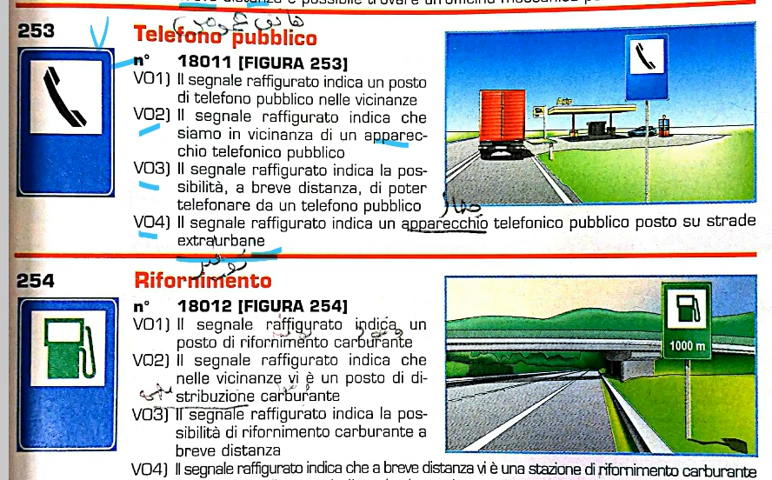 253
Telefono pubblico
n° 18011 [FIGURA 253]
V01) Il segnale raffigurato indica un posto
di telefono pubblico nelle vicinanze
V02) Il segnale raffigurato indica che
siamo in vicinanza di un apparec-
chio telefonico pubblico
V03) Il segnale raffigurato indica la pos-
sibilità, a breve distanza, di poter
telefonare da un telefono pubblico
V04) Il segnale raffigurato indica un apparecchio telefonico pubblico posto su strade
extraurbane
254
Rifornimento
n° 18012 [FIGURA 254]
V01) Il segnale raffigurato indica un
posto di rifornimento carburante
V02) Il segnale raffigurato indica che
nelle vicinanze vi è un posto di di-
stribuzione carburante
V03) Il segnale raffigurato indica la pos-
sibilità di rifornimento carburante a
breve distanza
V04) Il segnale raffigurato indica che a breve distanza vi è una stazione di rifornimento carburante
1000 m